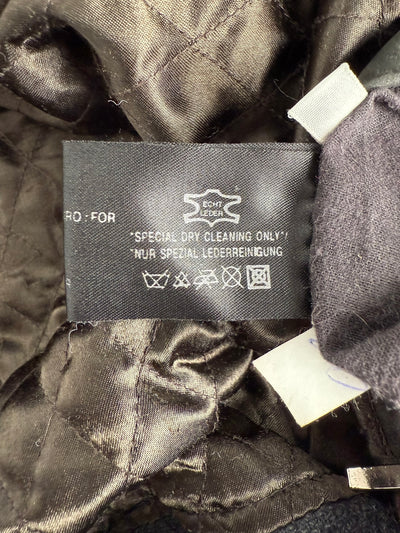 ECHT
LEDER
RO : FOR
"SPECIAL DRY CLEANING ONLY"/
"NUR SPEZIAL LEDERREINIGUNG